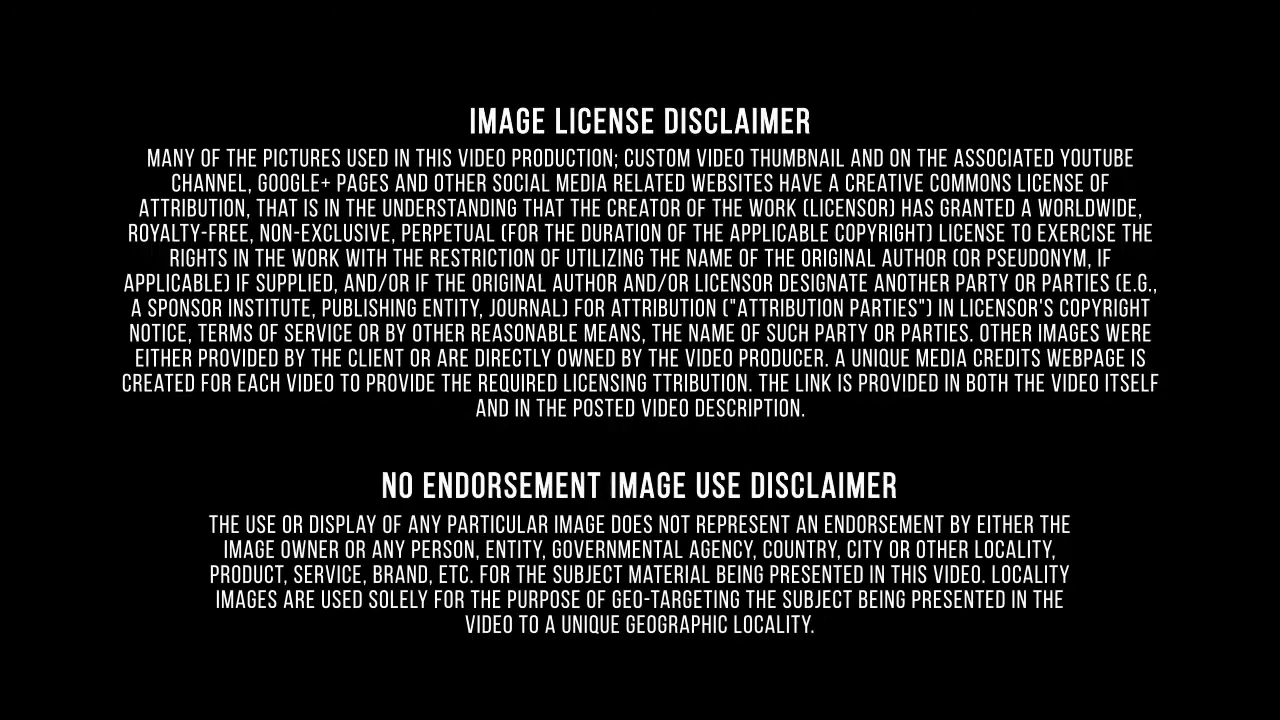 IMAGE LICENSE DISCLAIMER
MANY OF THE PICTURES USED IN THIS VIDEO PRODUCTION; CUSTOM VIDEO THUMBNAIL AND ON THE ASSOCIATED YOUTUBE
CHANNEL, GOOGLE+ PAGES AND OTHER SOCIAL MEDIA RELATED WEBSITES HAVE A CREATIVE COMMONS LICENSE OF
ATTRIBUTION, THAT IS IN THE UNDERSTANDING THAT THE CREATOR OF THE WORK (LICENSOR) HAS GRANTED A WORLDWIDE,
ROYALTY-FREE, NON-EXCLUSIVE, PERPETUAL (FOR THE DURATION OF THE APPLICABLE COPYRIGHT) LICENSE TO EXERCISE THE
RIGHTS IN THE WORK WITH THE RESTRICTION OF UTILIZING THE NAME OF THE ORIGINAL AUTHOR (OR PSEUDONYM, IF
APPLICABLE) IF SUPPLIED, AND/OR IF THE ORIGINAL AUTHOR AND/OR LICENSOR DESIGNATE ANOTHER PARTY OR PARTIES (E.G.,
A SPONSOR INSTITUTE, PUBLISHING ENTITY, JOURNAL) FOR ATTRIBUTION ("ATTRIBUTION PARTIES") IN LICENSOR'S COPYRIGHT
NOTICE, TERMS OF SERVICE OR BY OTHER REASONABLE MEANS, THE NAME OF SUCH PARTY OR PARTIES. OTHER IMAGES WERE
EITHER PROVIDED BY THE CLIENT OR ARE DIRECTLY OWNED BY THE VIDEO PRODUCER. A UNIQUE MEDIA CREDITS WEBPAGE IS
CREATED FOR EACH VIDEO TO PROVIDE THE REQUIRED LICENSING TTRIBUTION. THE LINK IS PROVIDED IN BOTH THE VIDEO ITSELF
AND IN THE POSTED VIDEO DESCRIPTION.
NO ENDORSEMENT IMAGE USE DISCLAIMER
THE USE OR DISPLAY OF ANY PARTICULAR IMAGE DOES NOT REPRESENT AN ENDORSEMENT BY EITHER THE
IMAGE OWNER OR ANY PERSON, ENTITY, GOVERNMENTAL AGENCY, COUNTRY, CITY OR OTHER LOCALITY,
PRODUCT, SERVICE, BRAND, ETC. FOR THE SUBJECT MATERIAL BEING PRESENTED IN THIS VIDEO. LOCALITY
IMAGES ARE USED SOLELY FOR THE PURPOSE OF GEO-TARGETING THE SUBJECT BEING PRESENTED IN THE
VIDEO TO A UNIQUE GEOGRAPHIC LOCALITY.